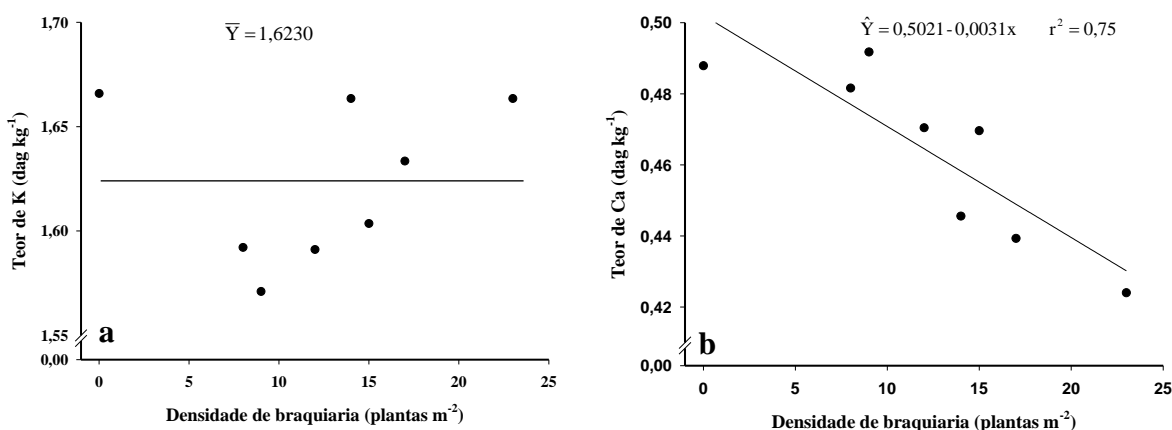 1,70
1,65
1,60
1,55
0,00
Teor de K (dag kg⁻¹)
Y̅ = 1,6230
a
0 5 10 15 20 25
Densidade de braquiaria (plantas m⁻²)
0,50
0,48
0,46
0,44
0,42
0,00
Teor de Ca (dag kg⁻¹)
Ŷ = 0,5021 - 0,0031x r² = 0,75
b
0 5 10 15 20 25
Densidade de braquiaria (plantas m⁻²)